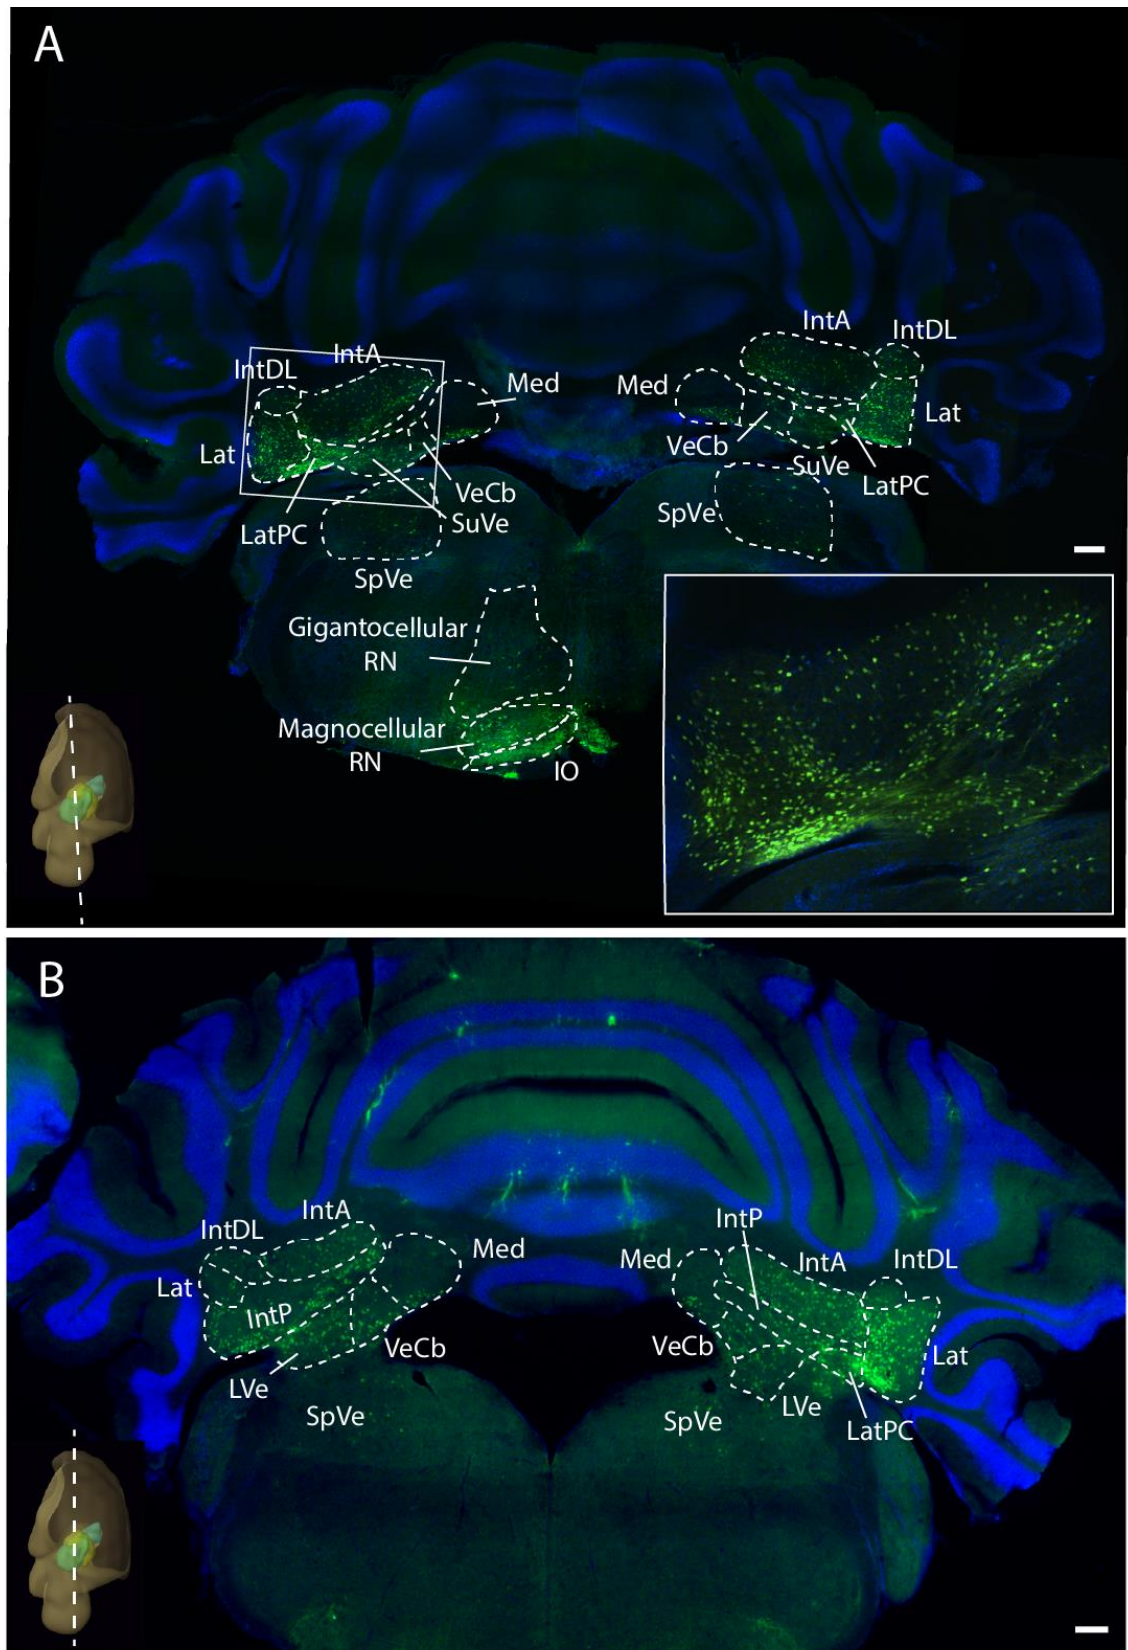 A
IntA
IntDL
IntA
IntDL
Med
Med
Lat
Lat
VeCb
VeCb
SuVe
SuVe
LatPC
LatPC
SpVe
SpVe
Gigantocellular
RN
Magnocellular
RN
IO
B
IntA
IntP
IntDL
Med
Med
IntA
IntDL
Lat
IntP
VeCb
VeCb
Lat
LVe
LVe
SpVe
SpVe
LatPC